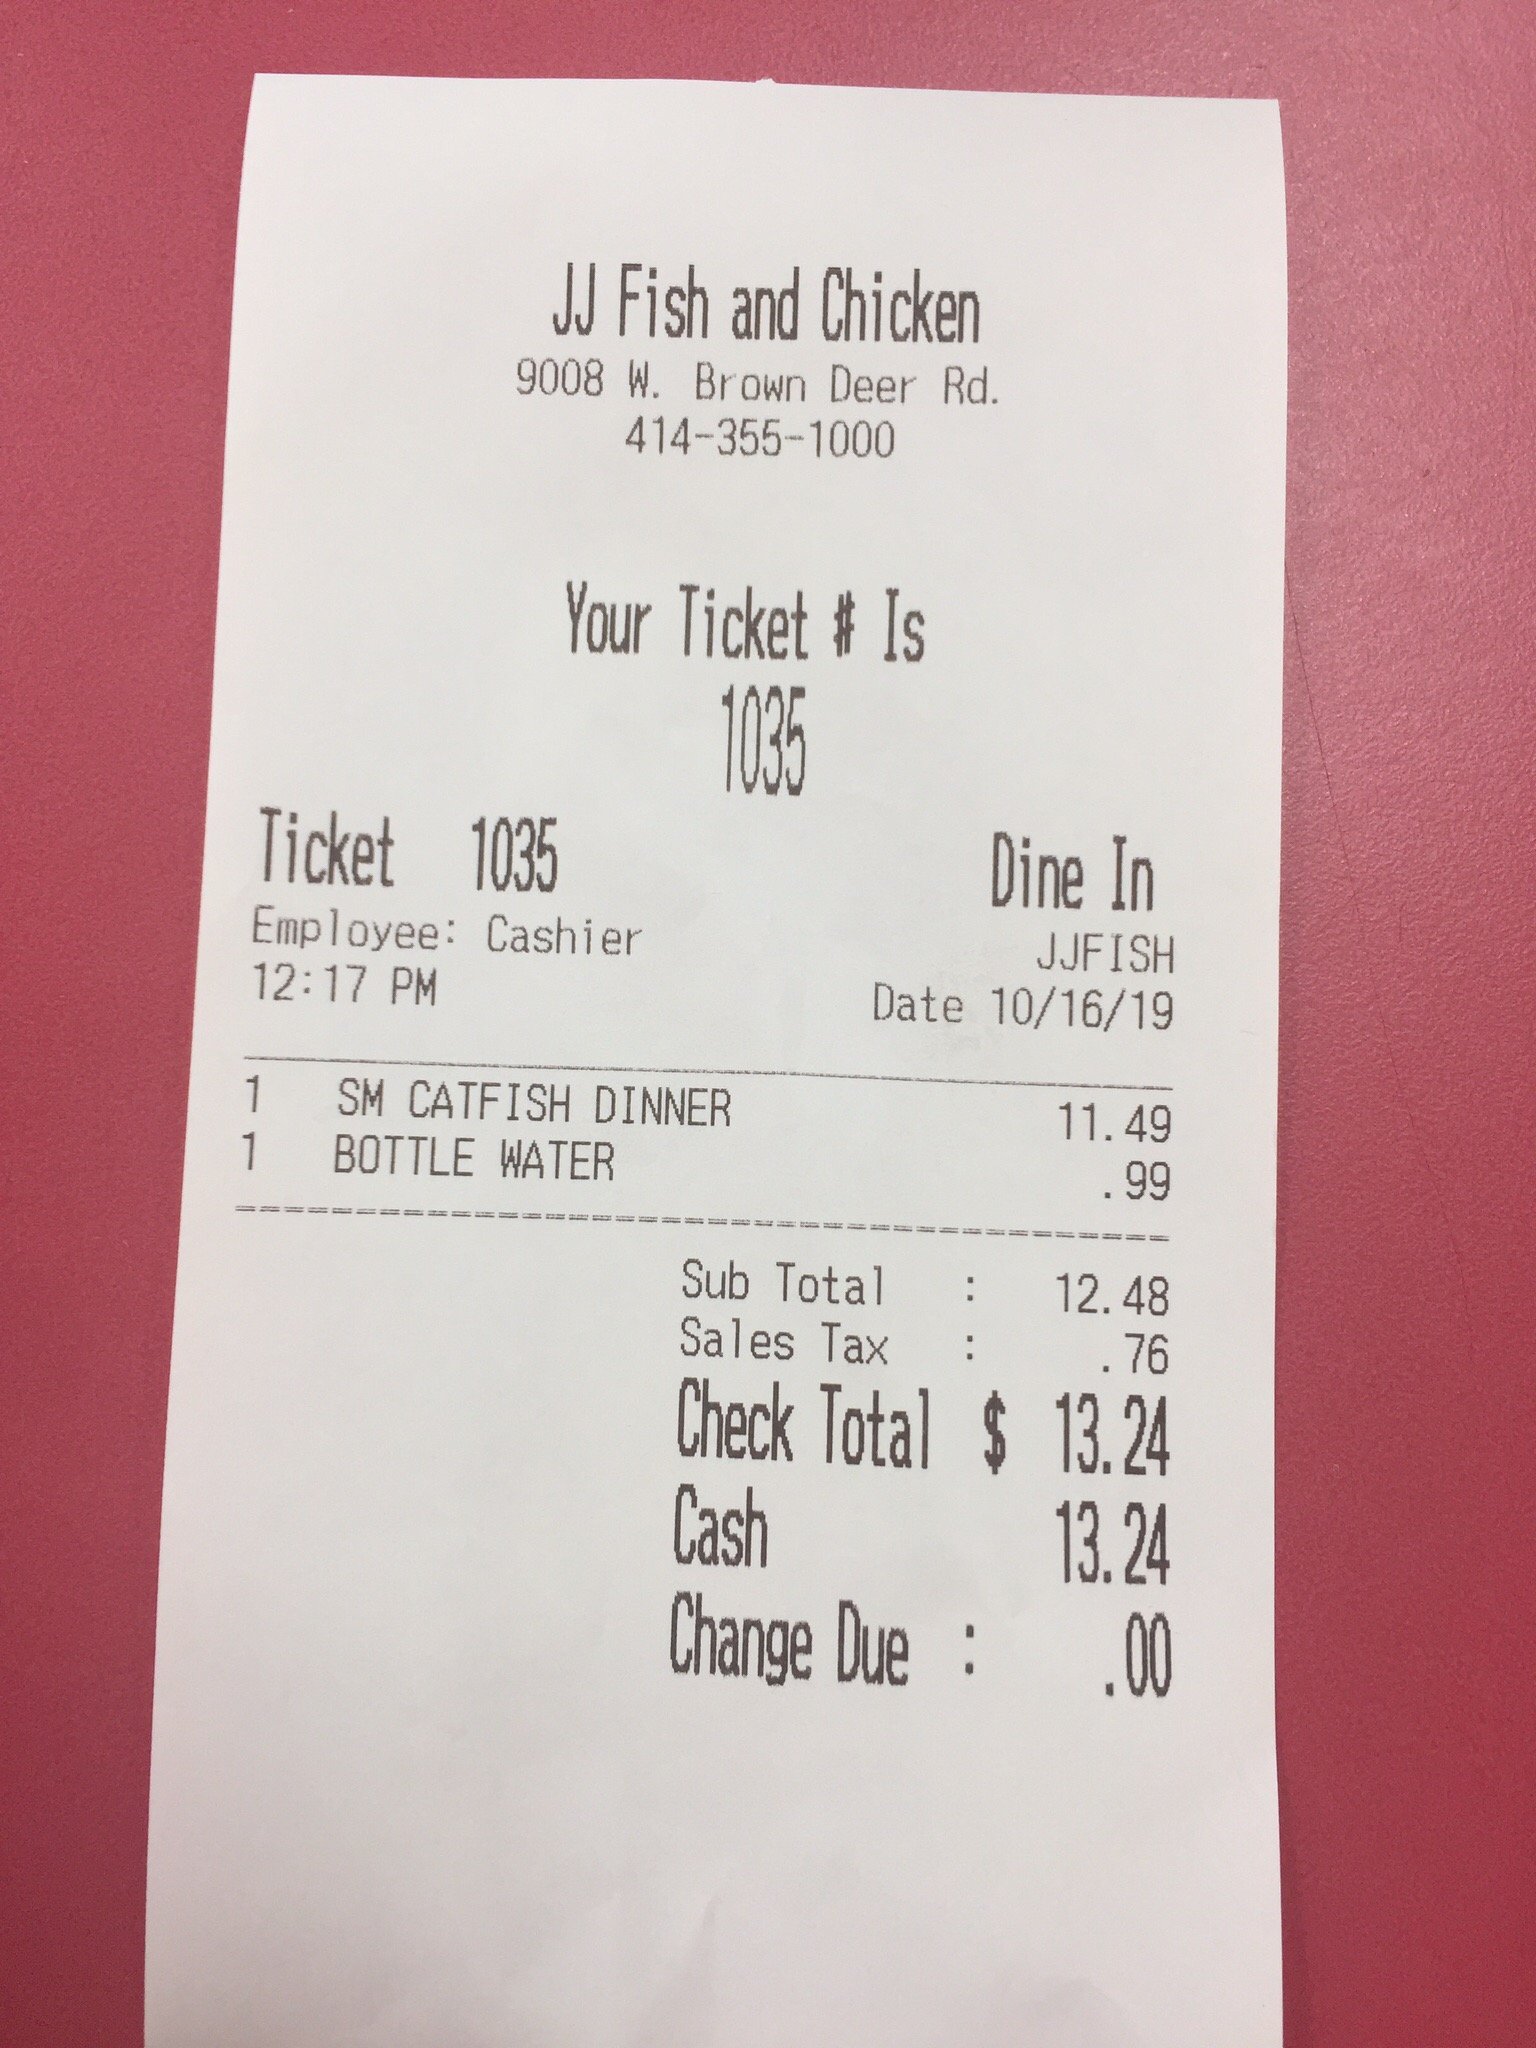 JJ Fish and Chicken
9008 W. Brown Deer Rd.
414-355-1000
Your Ticket # Is
1035
Ticket 1035 Dine In
Employee: Cashier JJFISH
12:17 PM Date 10/16/19
1 SM CATFISH DINNER 11.49
1 BOTTLE WATER .99
Sub Total : 12.48
Sales Tax : .76
Check Total $ 13.24
Cash 13.24
Change Due : .00